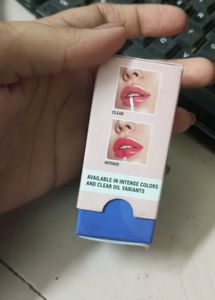 CLEAR
INTENSE
AVAILABLE IN INTENSE COLORS
AND CLEAR OIL VARIANTS